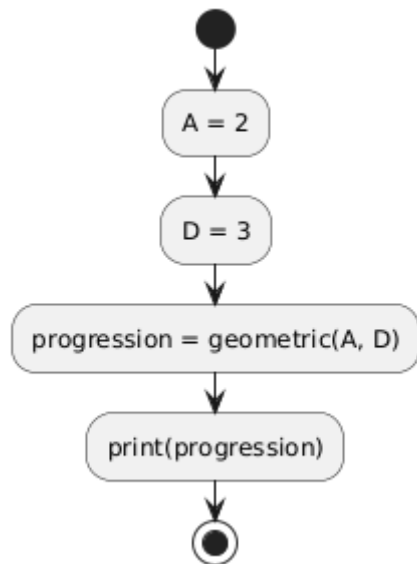 A = 2
D = 3
progression = geometric(A, D)
print(progression)